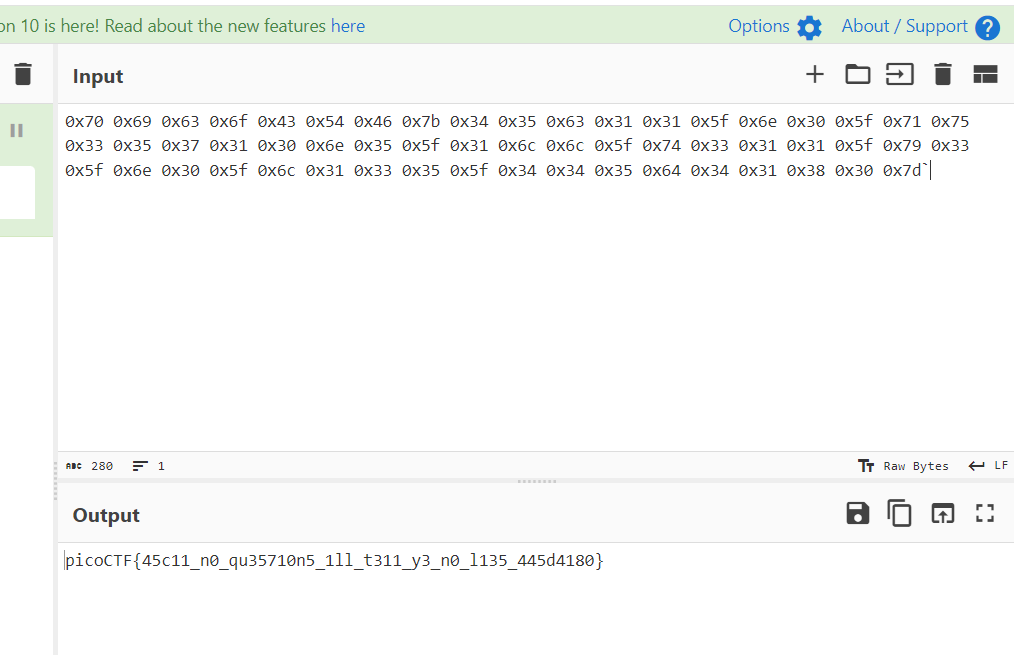 on 10 is here! Read about the new features here
Options
About / Support ?
Input
0x70 0x69 0x63 0x6f 0x43 0x54 0x46 0x7b 0x34 0x35 0x63 0x31 0x31 0x5f 0x6e 0x30 0x5f 0x71 0x75
0x33 0x35 0x37 0x31 0x30 0x6e 0x35 0x5f 0x31 0x6c 0x6c 0x5f 0x74 0x33 0x31 0x31 0x5f 0x79 0x33
0x5f 0x6e 0x30 0x5f 0x6c 0x31 0x33 0x35 0x5f 0x34 0x34 0x35 0x64 0x34 0x31 0x38 0x30 0x7d`
ABC 280 1
Tт Raw Bytes LF
Output
picoCTF{45c11_n0_qu35710n5_1ll_t311_y3_n0_l135_445d4180}